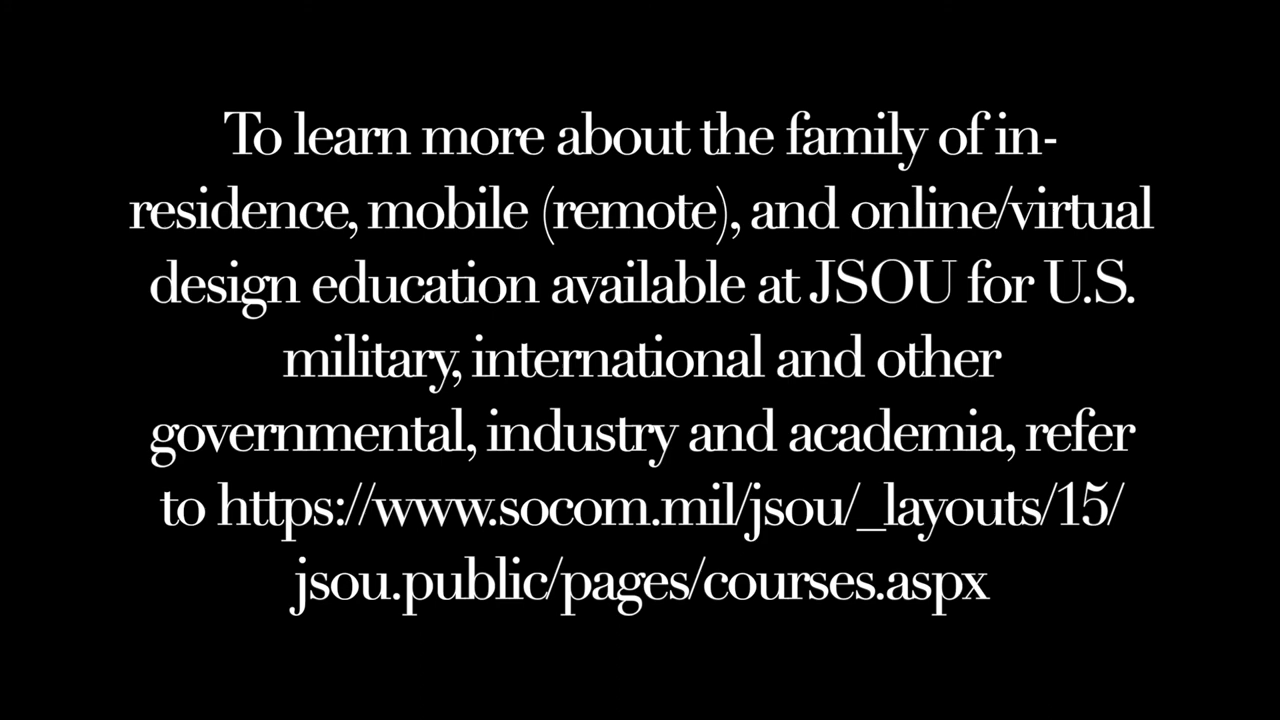 To learn more about the family of in-
residence, mobile (remote), and online/virtual
design education available at JSOU for U.S.
military, international and other
governmental, industry and academia, refer
to https://www.socom.mil/jsou/_layouts/15/
jsou.public/pages/courses.aspx